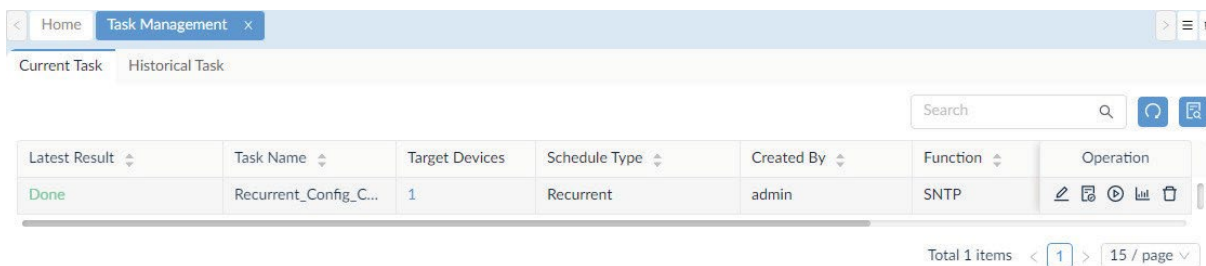 Home Task Management x
Current Task Historical Task
Search
Latest Result Target Devices Task Name Schedule Type Created By Function Operation
Done Recurrent_Config_C... 1 Recurrent admin SNTP
Total 1 items < 1 > 15 / page